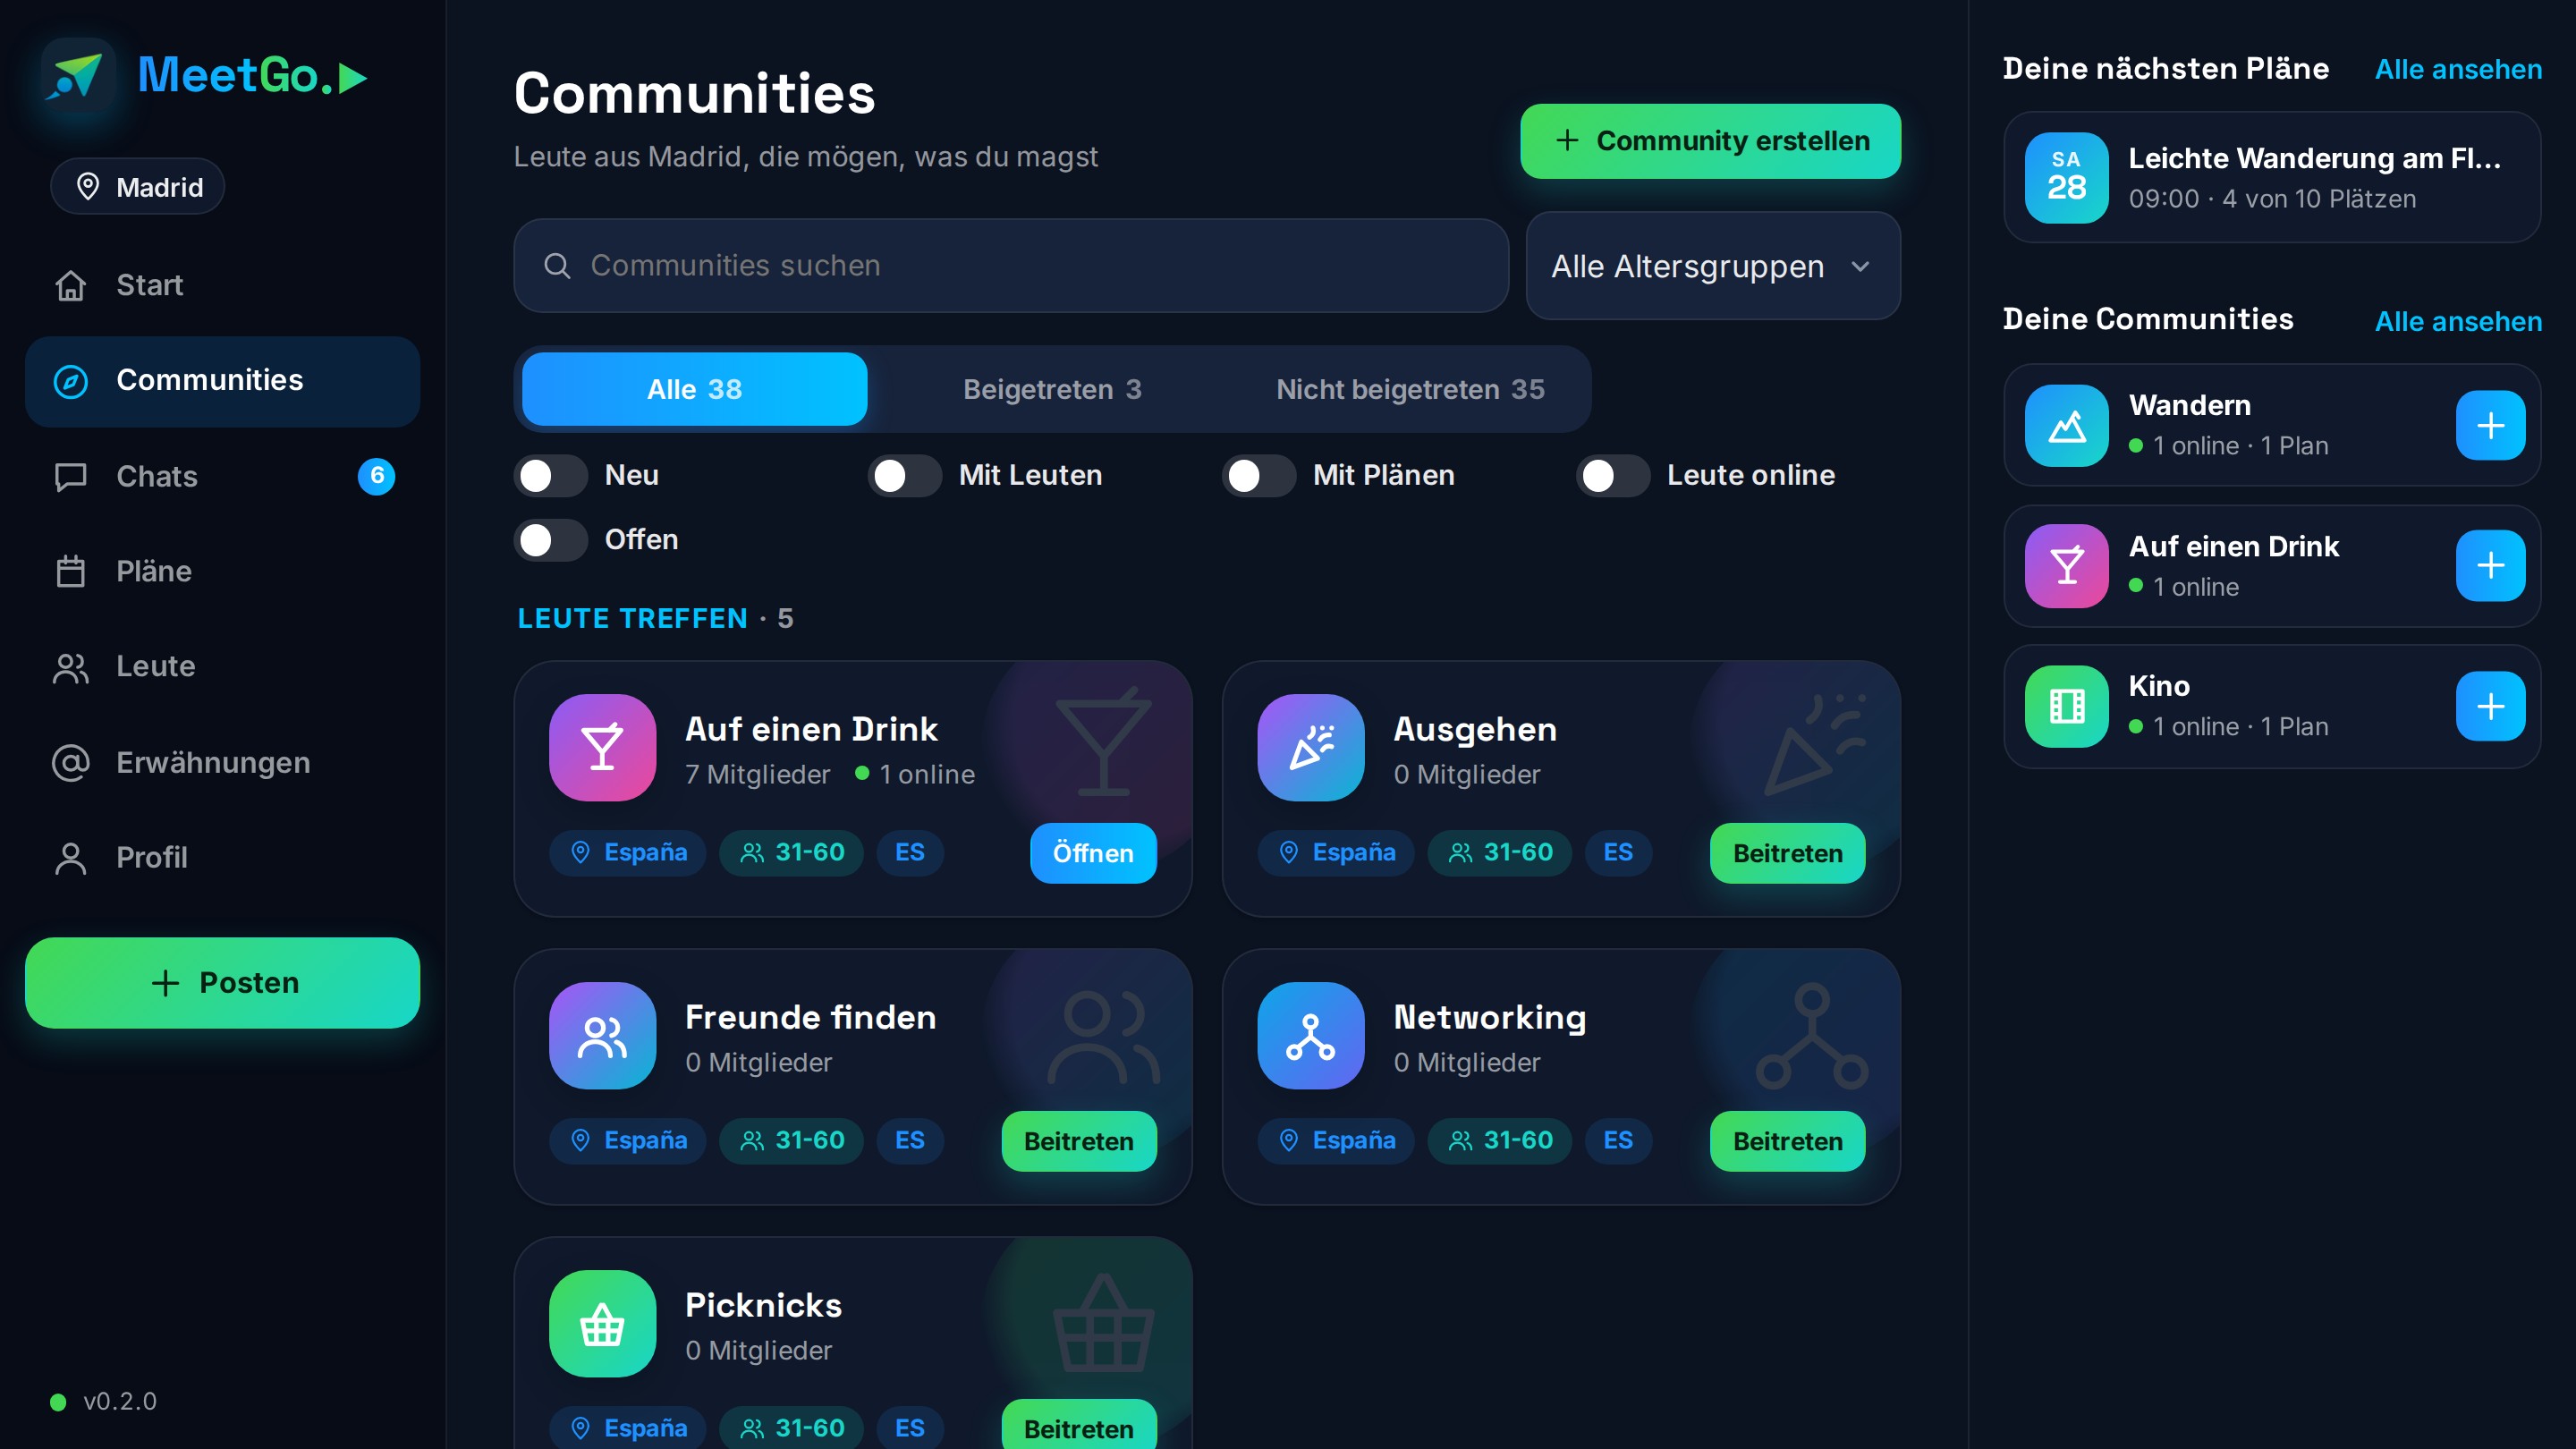 MeetGo.
Madrid
Start
Communities
Chats 6
Pläne
Leute
Erwähnungen
Profil
Posten
v0.2.0
Communities
Leute aus Madrid, die mögen, was du magst
Community erstellen
Communities suchen
Alle Altersgruppen
Alle 38 Beigetreten 3 Nicht beigetreten 35
Neu Mit Leuten Mit Plänen Leute online
Offen
LEUTE TREFFEN · 5
Auf einen Drink
7 Mitglieder 1 online
España 31-60 ES Öffnen
Ausgehen
0 Mitglieder
España 31-60 ES Beitreten
Freunde finden
0 Mitglieder
España 31-60 ES Beitreten
Networking
0 Mitglieder
España 31-60 ES Beitreten
Picknicks
0 Mitglieder
España 31-60 ES Beitreten
Deine nächsten Pläne Alle ansehen
SA
28
Leichte Wanderung am Fl...
09:00 · 4 von 10 Plätzen
Deine Communities Alle ansehen
Wandern
1 online · 1 Plan
Auf einen Drink
1 online
Kino
1 online · 1 Plan